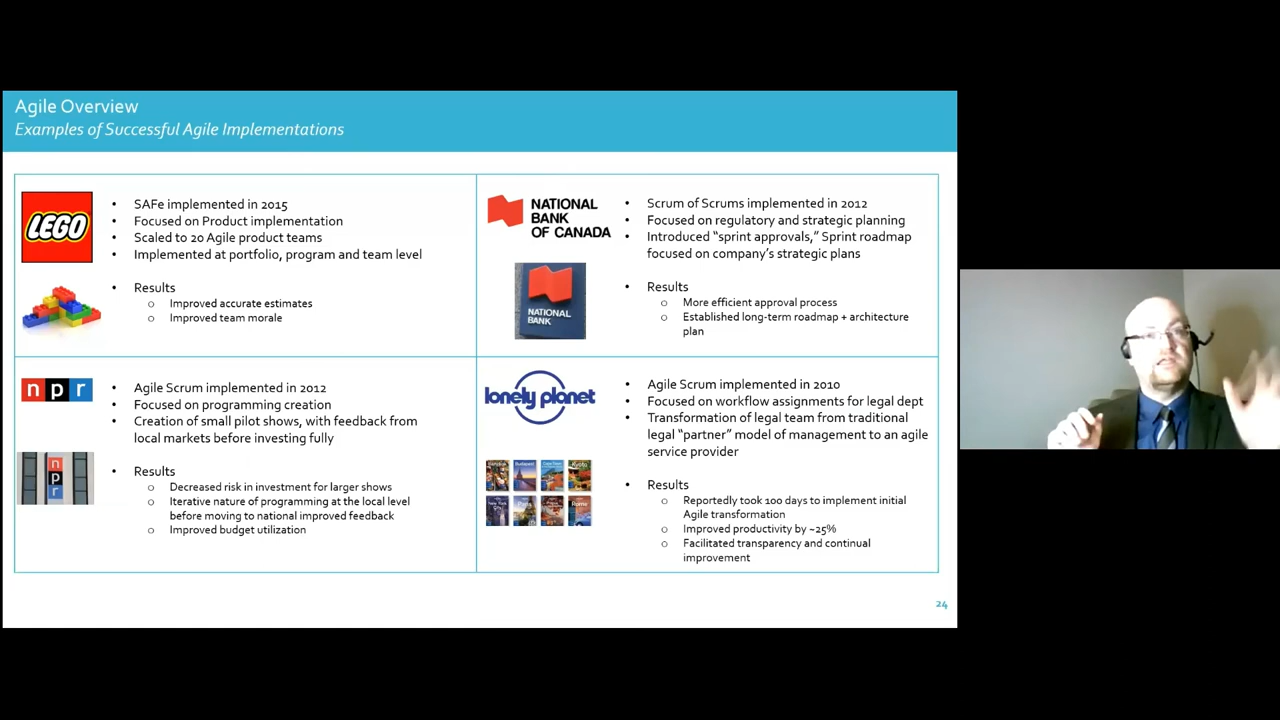 Agile Overview
Examples of Successful Agile Implementations
LEGO
• SAFe implemented in 2015
• Focused on Product implementation
• Scaled to 20 Agile product teams
• Implemented at portfolio, program and team level
• Results
o Improved accurate estimates
o Improved team morale
NATIONAL
BANK
OF CANADA
NATIONAL
BANK
• Scrum of Scrums implemented in 2012
• Focused on regulatory and strategic planning
• Introduced “sprint approvals,” Sprint roadmap
focused on company’s strategic plans
• Results
o More efficient approval process
o Established long-term roadmap + architecture
plan
npr
npr
• Agile Scrum implemented in 2012
• Focused on programming creation
• Creation of small pilot shows, with feedback from
local markets before investing fully
• Results
o Decreased risk in investment for larger shows
o Iterative nature of programming at the local level
before moving to national improved feedback
o Improved budget utilization
lonely planet
Budapest
Kyoto
New York
Rome
• Agile Scrum implemented in 2010
• Focused on workflow assignments for legal dept
• Transformation of legal team from traditional
legal “partner” model of management to an agile
service provider
• Results
o Reportedly took 100 days to implement initial
Agile transformation
o Improved productivity by ~25%
o Facilitated transparency and continual
improvement
24